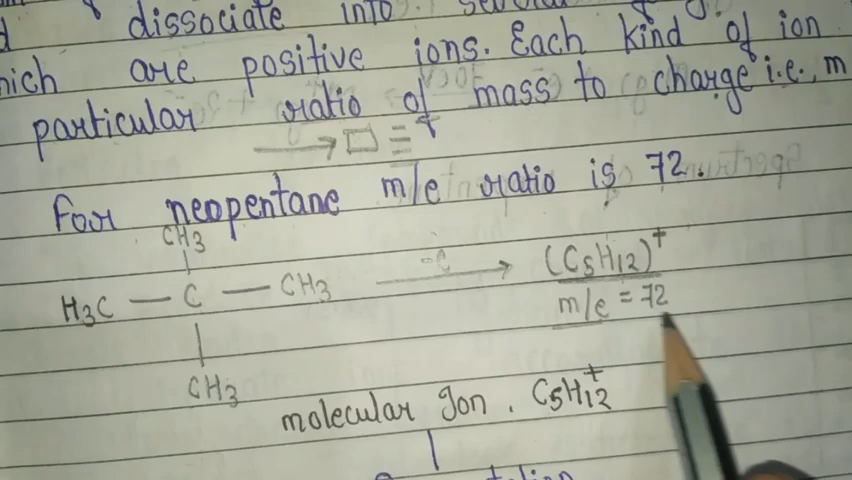 dissociate into
hich are positive ions. Each kind of ion
particular ratio of mass to charge i.e., m
For neopentane m/e ratio is 72.
CH3
H3C — C — CH3 -e → (C5H12)+
m/e = 72
CH3
molecular Ion. C5H12+